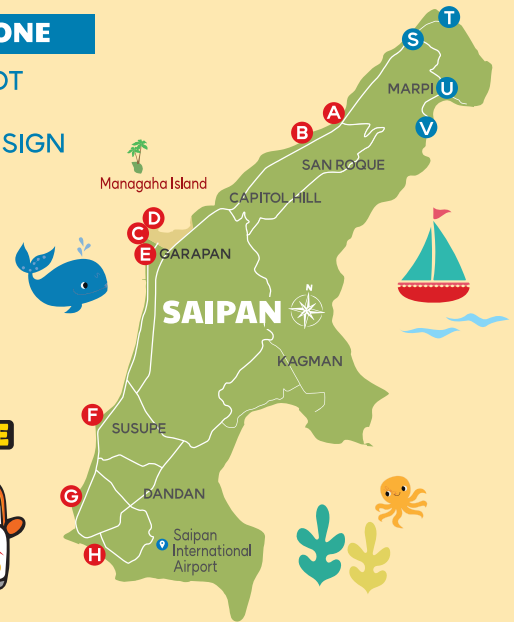 ONE
OT
SIGN
T
S
MARPI
U
V
A
B
SAN ROQUE
Managaha Island
CAPITOL HILL
D
C
E
GARAPAN
N
SAIPAN
KAGMAN
F
SUSUPE
E
G
DANDAN
H
Saipan
International
Airport